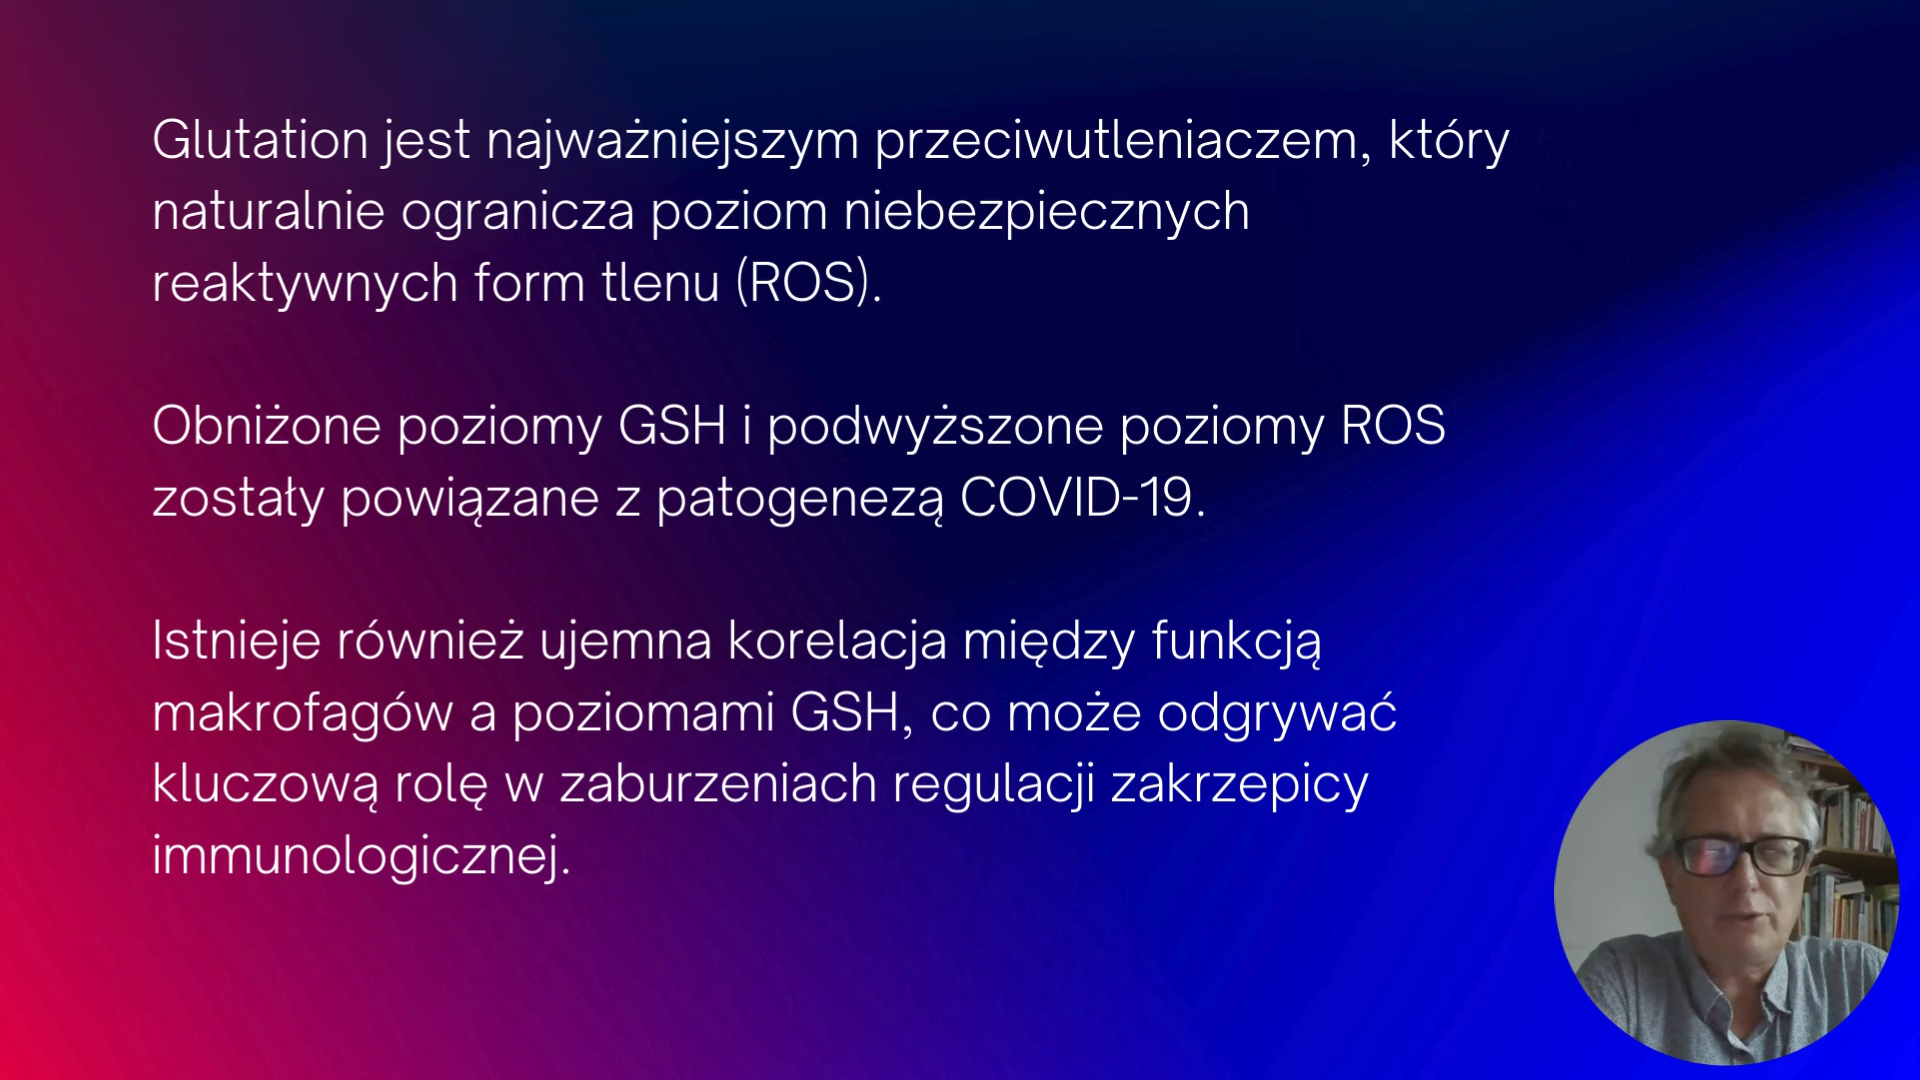 Glutation jest najważniejszym przeciwutleniaczem, który
naturalnie ogranicza poziom niebezpiecznych
reaktywnych form tlenu (ROS).
Obniżone poziomy GSH i podwyższone poziomy ROS
zostały powiązane z patogenezą COVID-19.
Istnieje również ujemna korelacja między funkcją
makrofagów a poziomami GSH, co może odgrywać
kluczową rolę w zaburzeniach regulacji zakrzepicy
immunologicznej.